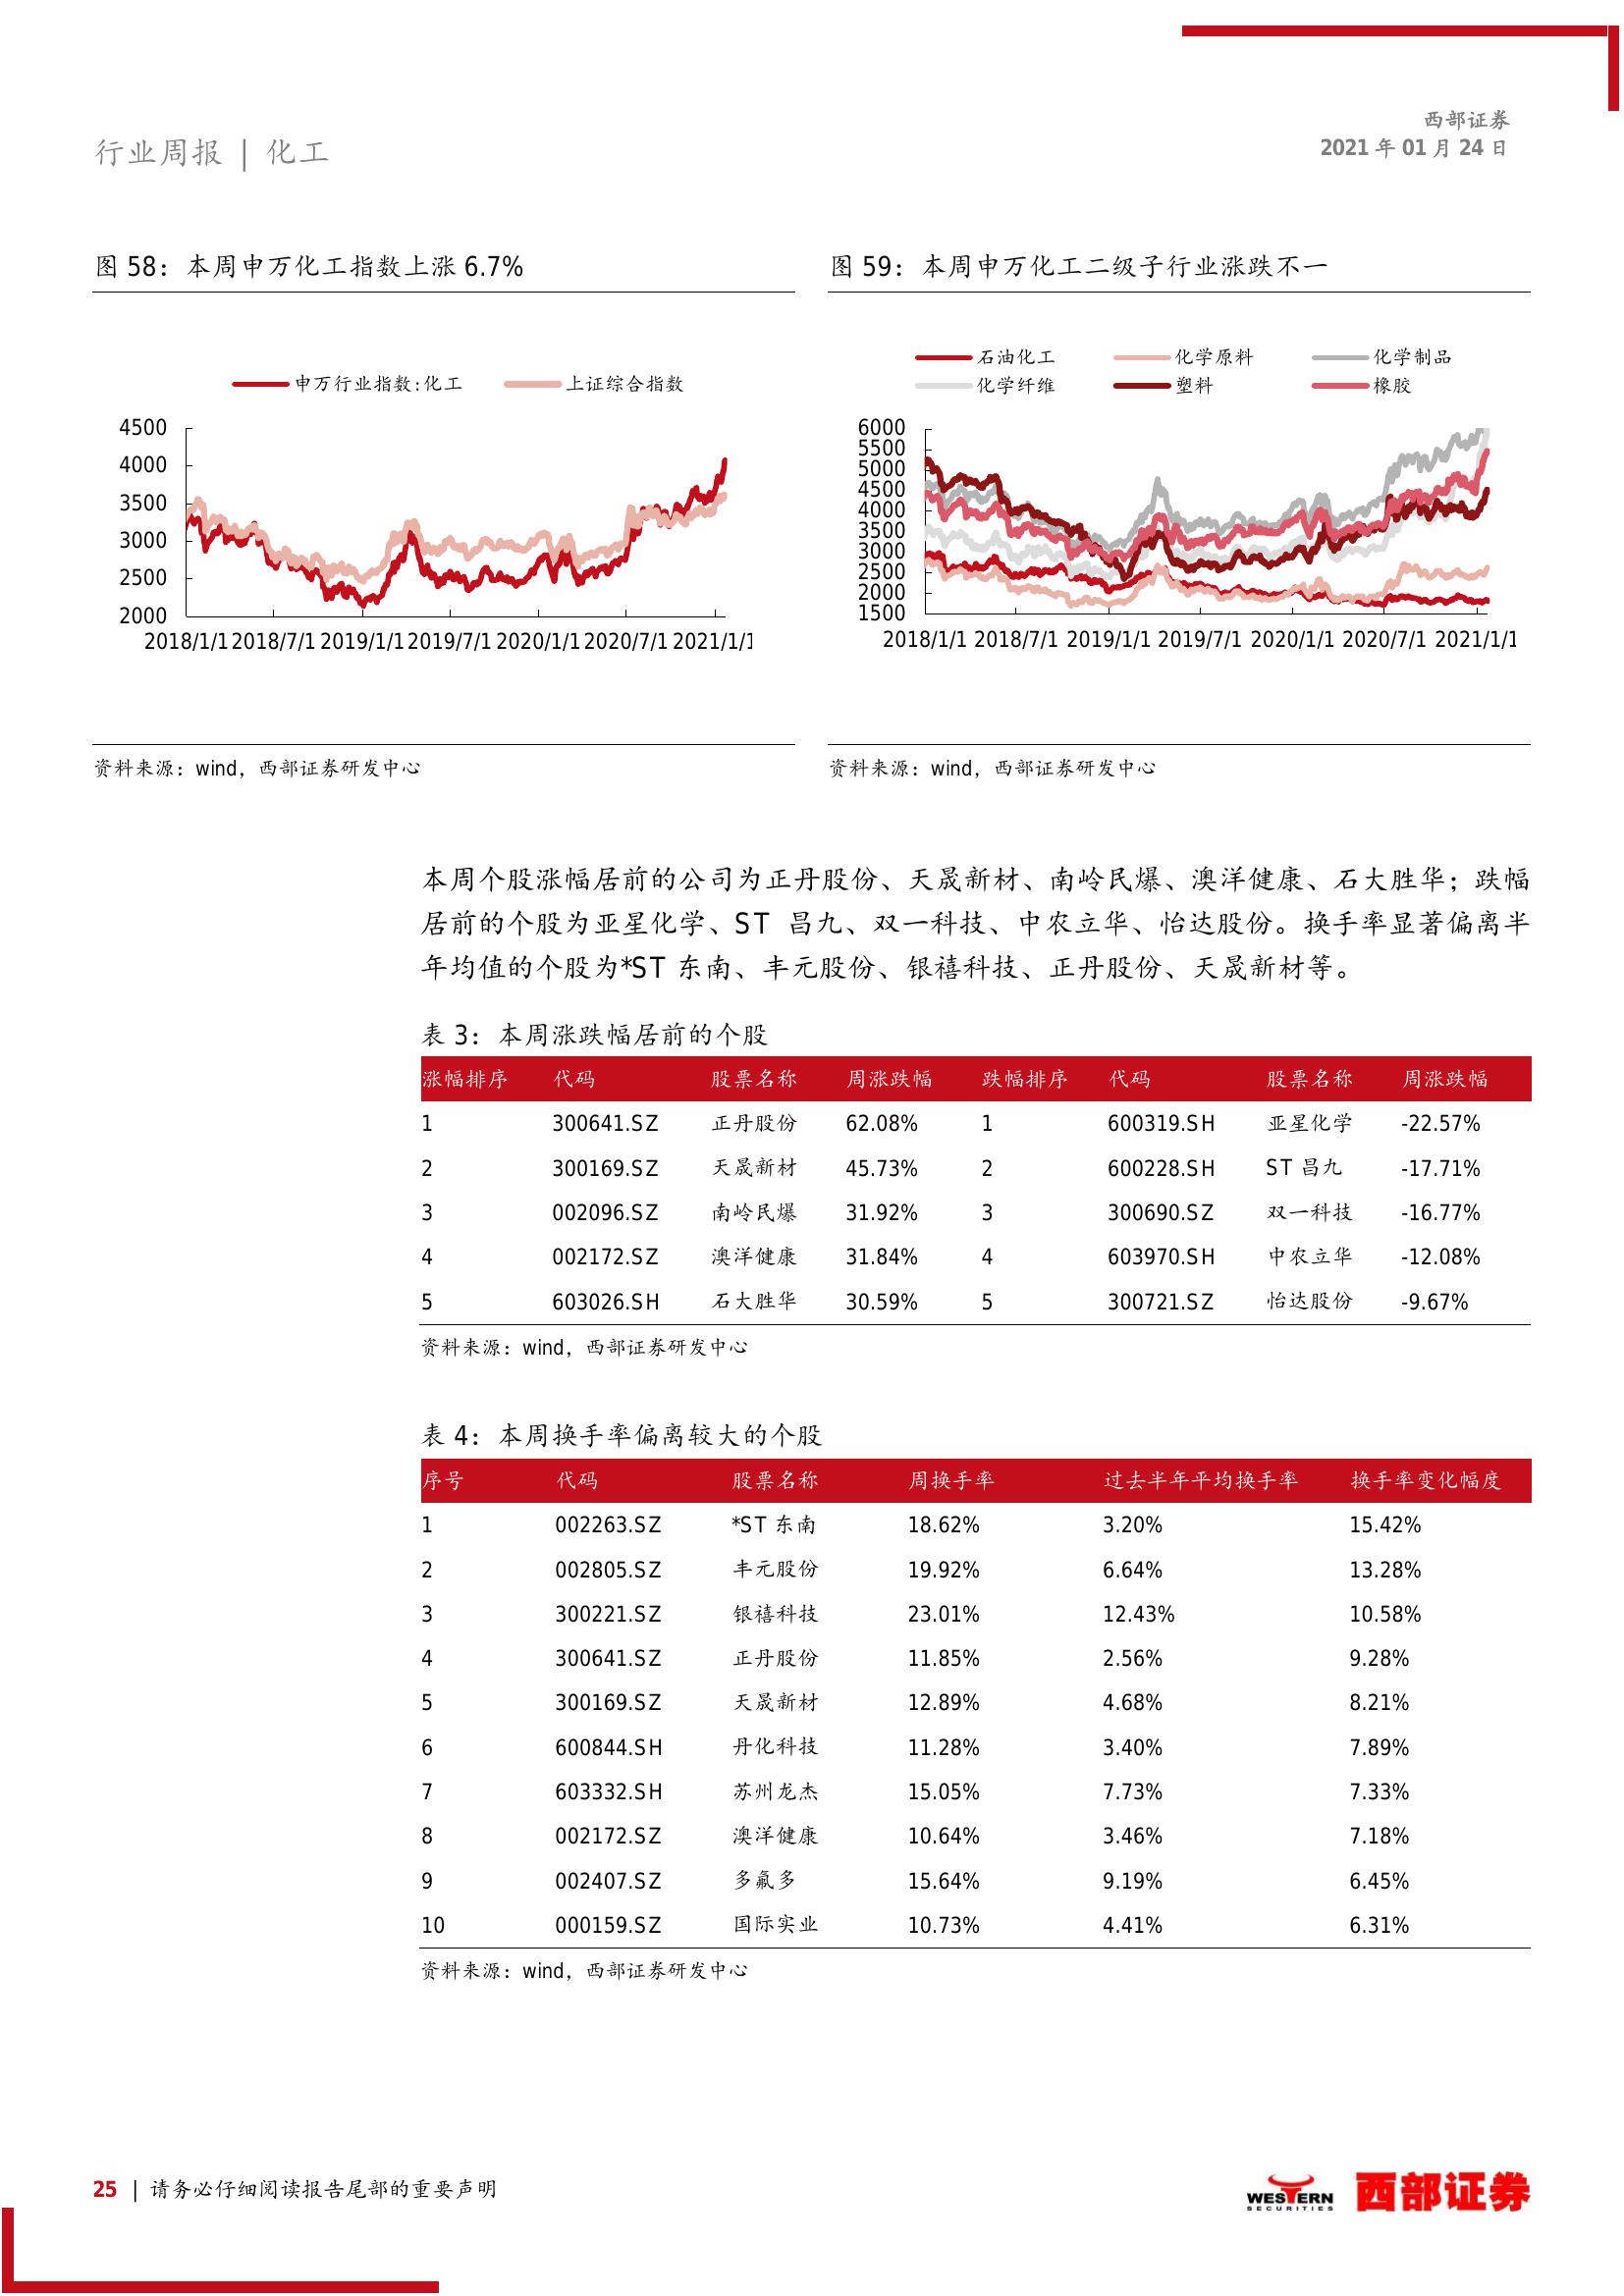 行业周报 | 化工
西部证券
2021 年 01 月 24 日
图 58：本周申万化工指数上涨 6.7%
申万行业指数:化工 上证综合指数
4500
4000
3500
3000
2500
2000
2018/1/1 2018/7/1 2019/1/1 2019/7/1 2020/1/1 2020/7/1 2021/1/1
资料来源：wind，西部证券研发中心
图 59：本周申万化工二级子行业涨跌不一
石油化工 化学原料 化学制品
化学纤维 塑料 橡胶
6000
5500
5000
4500
4000
3500
3000
2500
2000
1500
2018/1/1 2018/7/1 2019/1/1 2019/7/1 2020/1/1 2020/7/1 2021/1/1
资料来源：wind，西部证券研发中心
本周个股涨幅居前的公司为正丹股份、天晟新材、南岭民爆、澳洋健康、石大胜华；跌幅
居前的个股为亚星化学、ST 昌九、双一科技、中农立华、怡达股份。换手率显著偏离半
年均值的个股为*ST 东南、丰元股份、银禧科技、正丹股份、天晟新材等。
表 3：本周涨跌幅居前的个股
涨幅排序 代码 股票名称 周涨跌幅 跌幅排序 代码 股票名称 周涨跌幅
1 300641.SZ 正丹股份 62.08% 1 600319.SH 亚星化学 -22.57%
2 300169.SZ 天晟新材 45.73% 2 600228.SH ST 昌九 -17.71%
3 002096.SZ 南岭民爆 31.92% 3 300690.SZ 双一科技 -16.77%
4 002172.SZ 澳洋健康 31.84% 4 603970.SH 中农立华 -12.08%
5 603026.SH 石大胜华 30.59% 5 300721.SZ 怡达股份 -9.67%
资料来源：wind，西部证券研发中心
表 4：本周换手率偏离较大的个股
序号 代码 股票名称 周换手率 过去半年平均换手率 换手率变化幅度
1 002263.SZ *ST 东南 18.62% 3.20% 15.42%
2 002805.SZ 丰元股份 19.92% 6.64% 13.28%
3 300221.SZ 银禧科技 23.01% 12.43% 10.58%
4 300641.SZ 正丹股份 11.85% 2.56% 9.28%
5 300169.SZ 天晟新材 12.89% 4.68% 8.21%
6 600844.SH 丹化科技 11.28% 3.40% 7.89%
7 603332.SH 苏州龙杰 15.05% 7.73% 7.33%
8 002172.SZ 澳洋健康 10.64% 3.46% 7.18%
9 002407.SZ 多氟多 15.64% 9.19% 6.45%
10 000159.SZ 国际实业 10.73% 4.41% 6.31%
资料来源：wind，西部证券研发中心
25 | 请务必仔细阅读报告尾部的重要声明
WESTERN
SECURITIES
西部证券